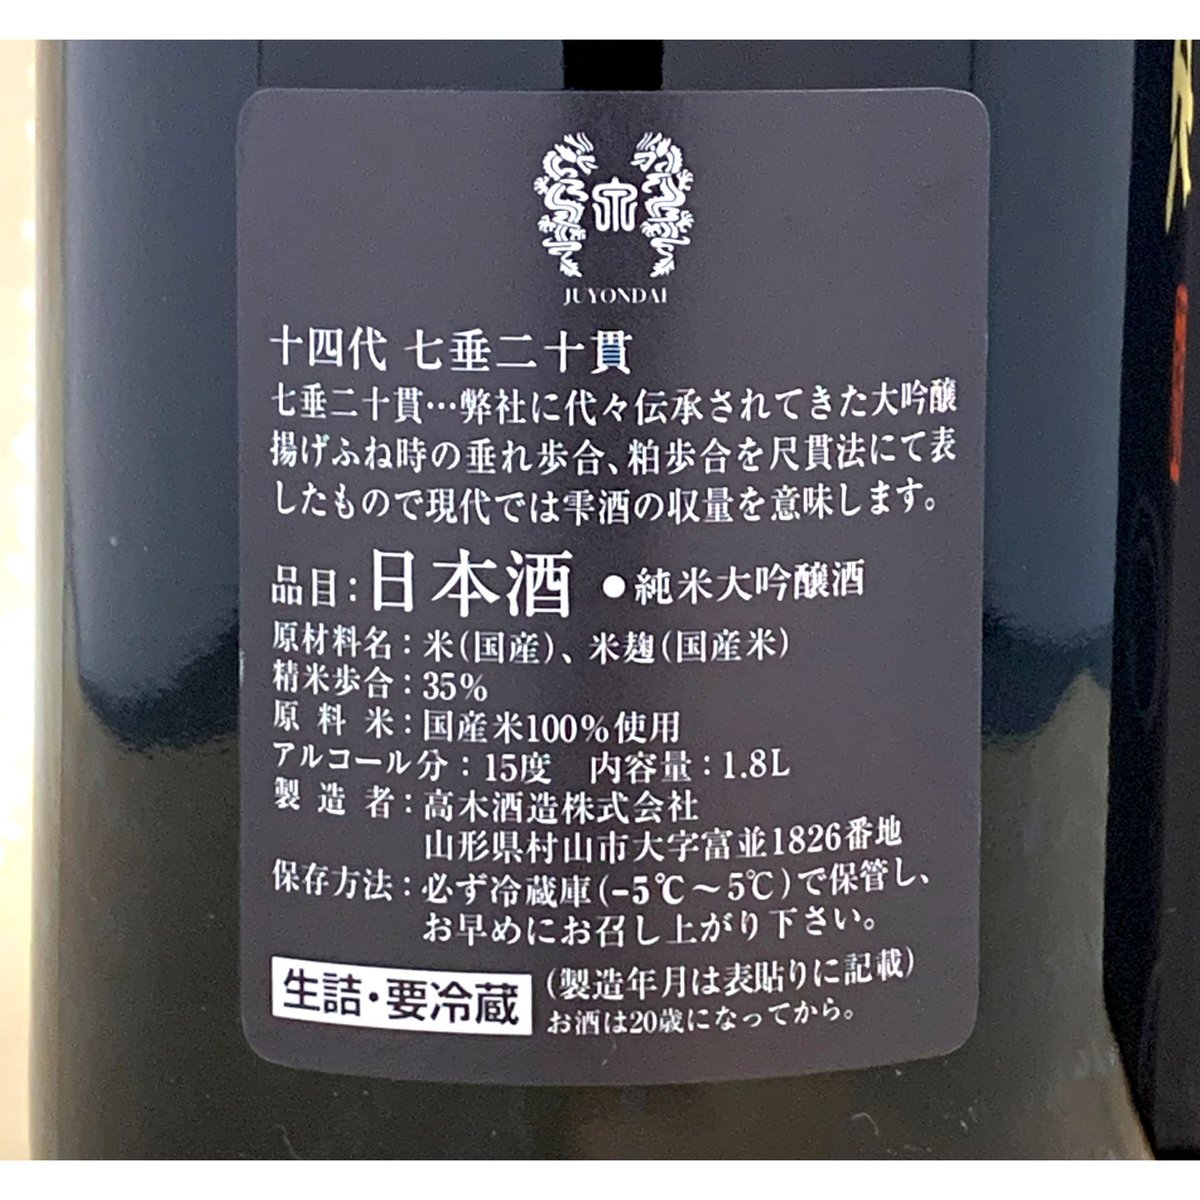 JUYONDAI
十四代 七垂二十貫
七垂二十貫…弊社に代々伝承されてきた大吟醸
揚げふね時の垂れ歩合、粕歩合を尺貫法にて表
したもので現代では雫酒の収量を意味します。
品目:日本酒 ●純米大吟醸酒
原材料名:米(国産)、米麹(国産米)
精米歩合:35%
原料米:国産米100%使用
アルコール分:15度 内容量:1.8L
製造者:高木酒造株式会社
山形県村山市大字富並1826番地
保存方法:必ず冷蔵庫(-5℃〜5℃)で保管し、
お早めにお召し上がり下さい。
生詰・要冷蔵 (製造年月は表貼りに記載)
お酒は20歳になってから。